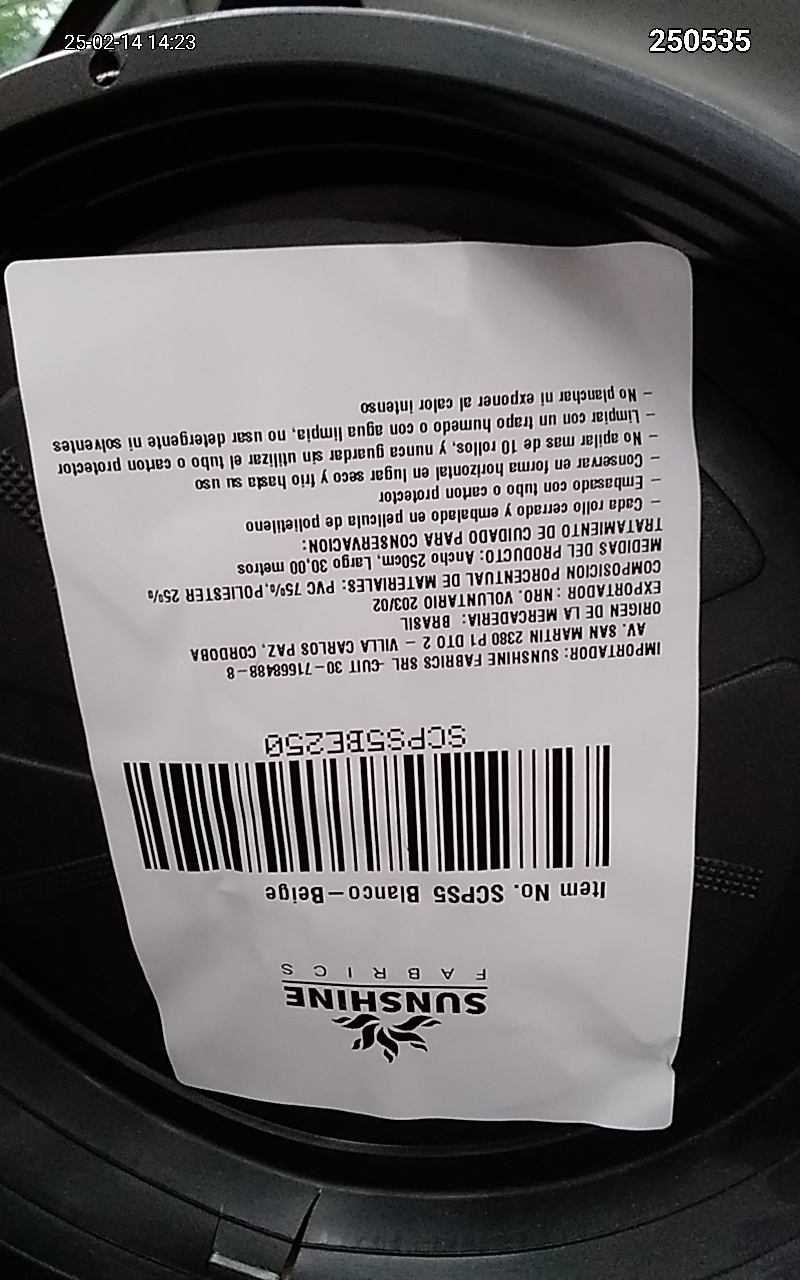 25-02-14 14:23
250535
SUNSHINE
FABRICS
Item No. SCPS5 Blanco-Beige
SCPS5BE250
IMPORTADOR: SUNSHINE FABRICS SRL -CUIT 30-71668488-8
AV. SAN MARTIN 2380 P1 DTO 2 - VILLA CARLOS PAZ, CORDOBA
ORIGEN DE LA MERCADERIA: BRASIL
EXPORTADOR : NRO. VOLUNTARIO 203/02
COMPOSICION PORCENTUAL DE MATERIALES: PVC 75%,POLIESTER 25%
MEDIDAS DEL PRODUCTO: Ancho 250cm, Largo 30,00 metros
TRATAMIENTO DE CUIDADO PARA CONSERVACION:
- Cada rollo cerrado y embalado en pelicula de polietileno
- Embasado con tubo o carton protector
- Conservar en forma horizontal en lugar seco y frio hasta su uso
- No apilar mas de 10 rollos, y nunca guardar sin utilizar el tubo o carton protector
- Limpiar con un trapo humedo o con agua limpia, no usar detergente ni solventes
- No planchar ni exponer al calor intenso